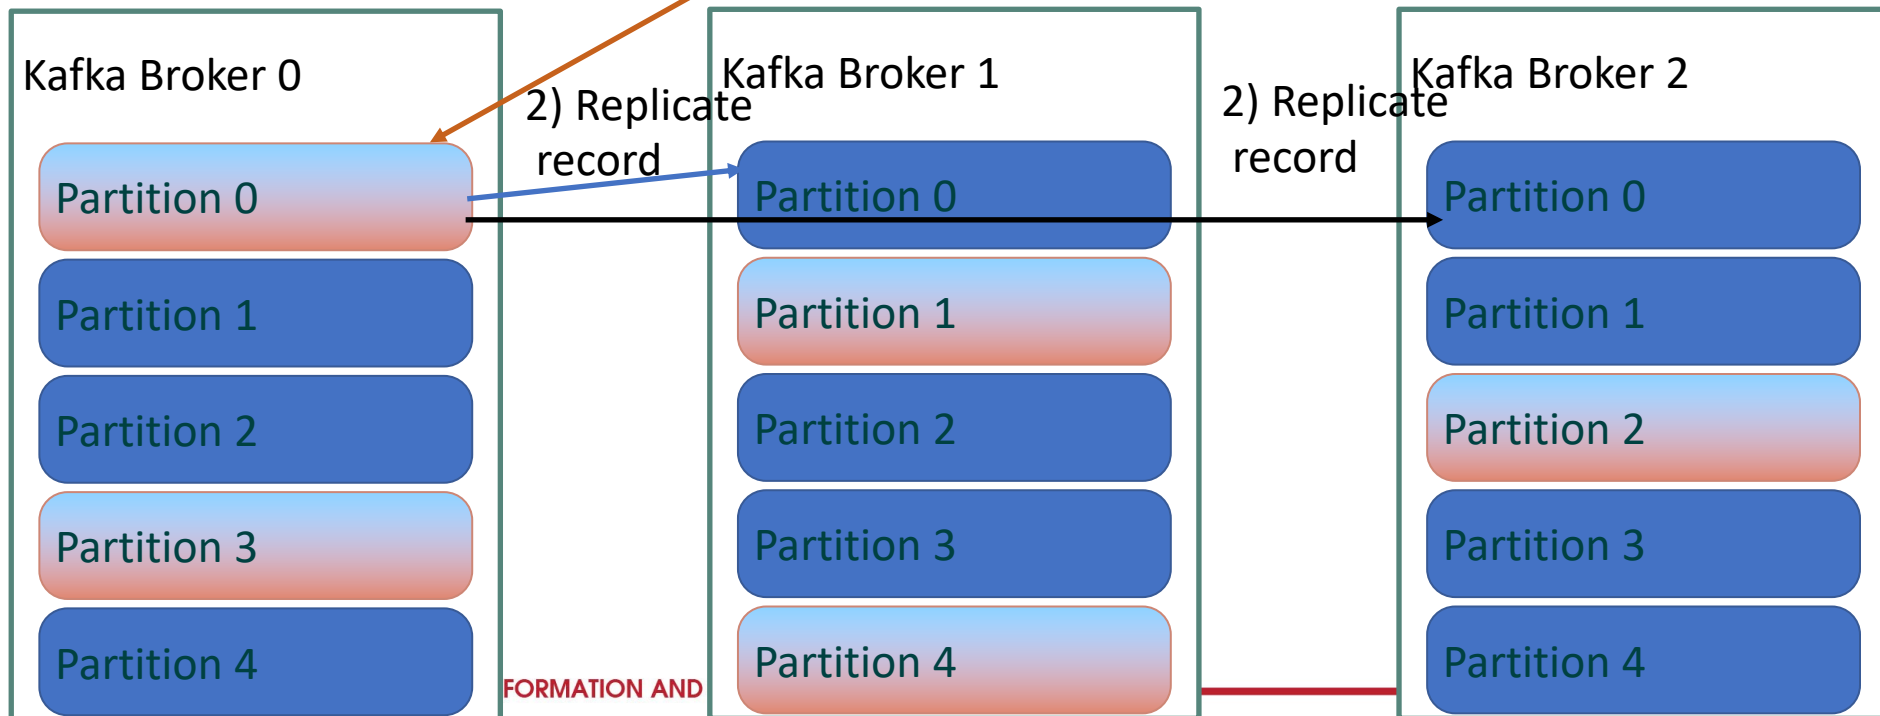 Kafka Broker 0
Partition 0
Partition 1
Partition 2
Partition 3
Partition 4
2) Replicate
record
Kafka Broker 1
Partition 0
Partition 1
Partition 2
Partition 3
Partition 4
2) Replicate
record
Kafka Broker 2
Partition 0
Partition 1
Partition 2
Partition 3
Partition 4
FORMATION AND